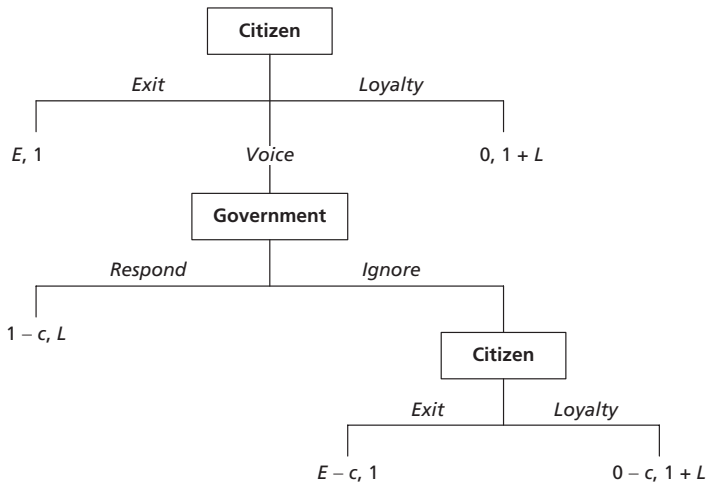 Citizen
Exit Loyalty
E, 1 Voice 0, 1 + L
Government
Respond Ignore
1 – c, L
Citizen
Exit Loyalty
E – c, 1 0 – c, 1 + L